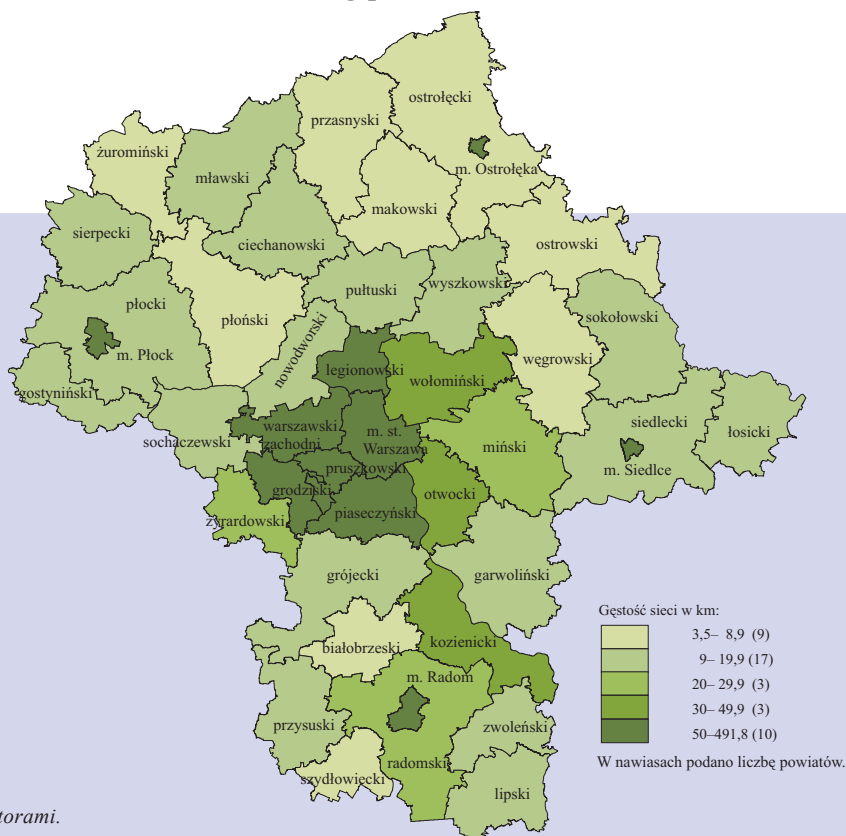 ostrołęcki
przasnyski
żuromiński
m. Ostrołęka
mławski
makowski
sierpecki
ciechanowski
ostrowski
pułtuski
wyszkowski
płocki
płoński
sokołowski
nowodworski
m. Płock
węgrowski
legionowski
wołomiński
gostyniński
siedlecki
warszawski
zachodni
m. st.
Warszawa
łosicki
sochaczewski
miński
pruszkowski
m. Siedlce
grodziski
otwocki
piaseczyński
żyrardowski
grójecki
garwoliński
Gęstość sieci w km:
3,5– 8,9 (9)
9– 19,9 (17)
20– 29,9 (3)
30– 49,9 (3)
50–491,8 (10)
W nawiasach podano liczbę powiatów.
białobrzeski
kozienicki
m. Radom
przysuski
zwoleński
radomski
szydłowiecki
lipski
torami.